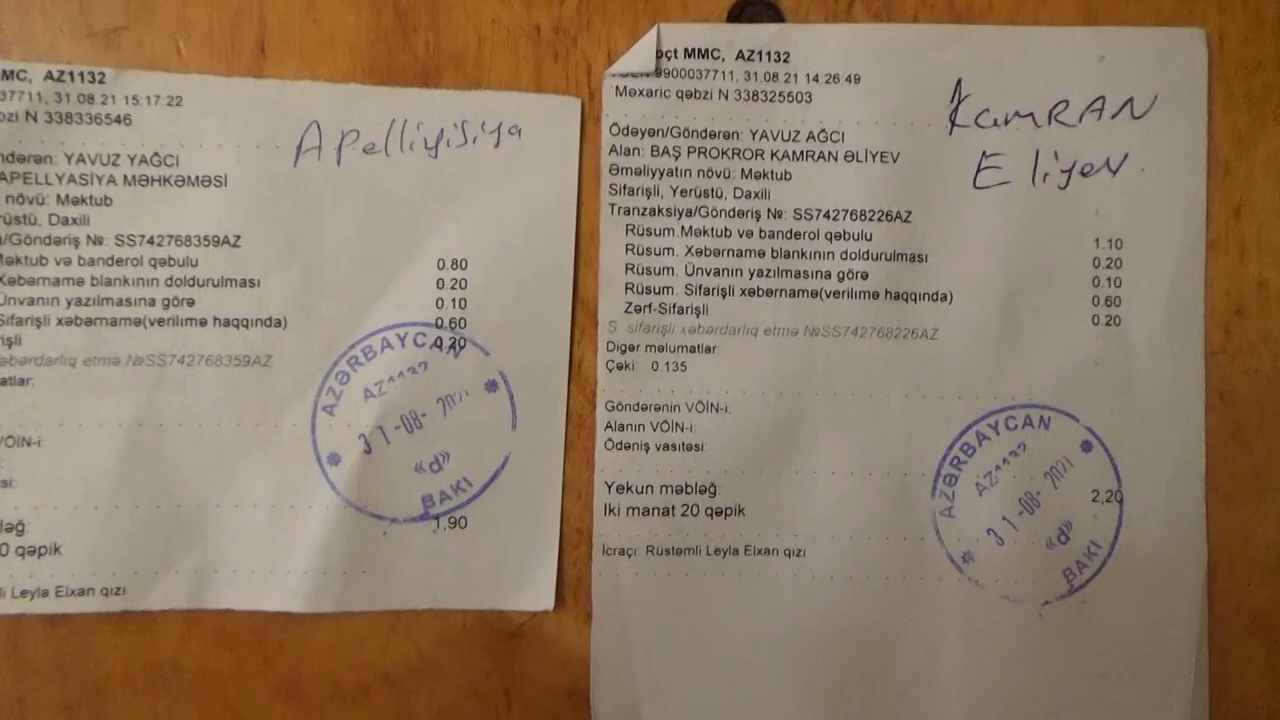 MC, AZ1132
37711, 31.08.21 15:17:22
bzi N 338336546
Apelliyisiya
ndərən: YAVUZ YAĞCI
APELLYASİYA MƏHKƏMƏSİ
növü: Məktub
rüstü, Daxili
/Göndəriş №: SS742768359AZ
Məktub və banderol qəbulu 0.80
Xəbərnamə blankının doldurulması 0.20
Ünvanın yazılmasına görə 0.10
Sifarişli xəbərnamə(verilımə haqqında) 0.60
işli 0.20
əbərdarlıq etmə №SS742768359AZ
atlar:
VÖİN-i:
si:
ləğ: 1,90
0 qəpik
li Leyla Elxan qızı
AZƏRBAYCAN
AZ1132
31-08- 2021
«d»
BAKI
oçt MMC, AZ1132
9900037711, 31.08.21 14:26:49
Məxaric qəbzi N 338325503
KamRAN
Eliyev
Ödəyən/Göndərən: YAVUZ AĞCI
Alan: BAŞ PROKROR KAMRAN ƏLİYEV
Əməliyyatın növü: Məktub
Sifarişli, Yerüstü, Daxili
Tranzaksiya/Göndəriş №: SS742768226AZ
Rüsum.Məktub və banderol qəbulu 1.10
Rüsum. Xəbərnamə blankının doldurulması 0.20
Rüsum. Ünvanın yazılmasına görə 0.10
Rüsum. Sifarişli xəbərnamə(verilımə haqqında) 0.60
Zərf-Sifarişli 0.20
S sifarişli xəbərdarlıq etmə №SS742768226AZ
Digər məlumatlar
Çəki: 0.135
Göndərənin VÖİN-i:
Alanın VÖİN-i:
Ödəniş vasitəsi:
Yekun məbləğ: 2,20
Iki manat 20 qəpik
İcraçı: Rüstəmli Leyla Elxan qızı
AZƏRBAYCAN
AZ1132
31-08- 2021
«d»
BAKI